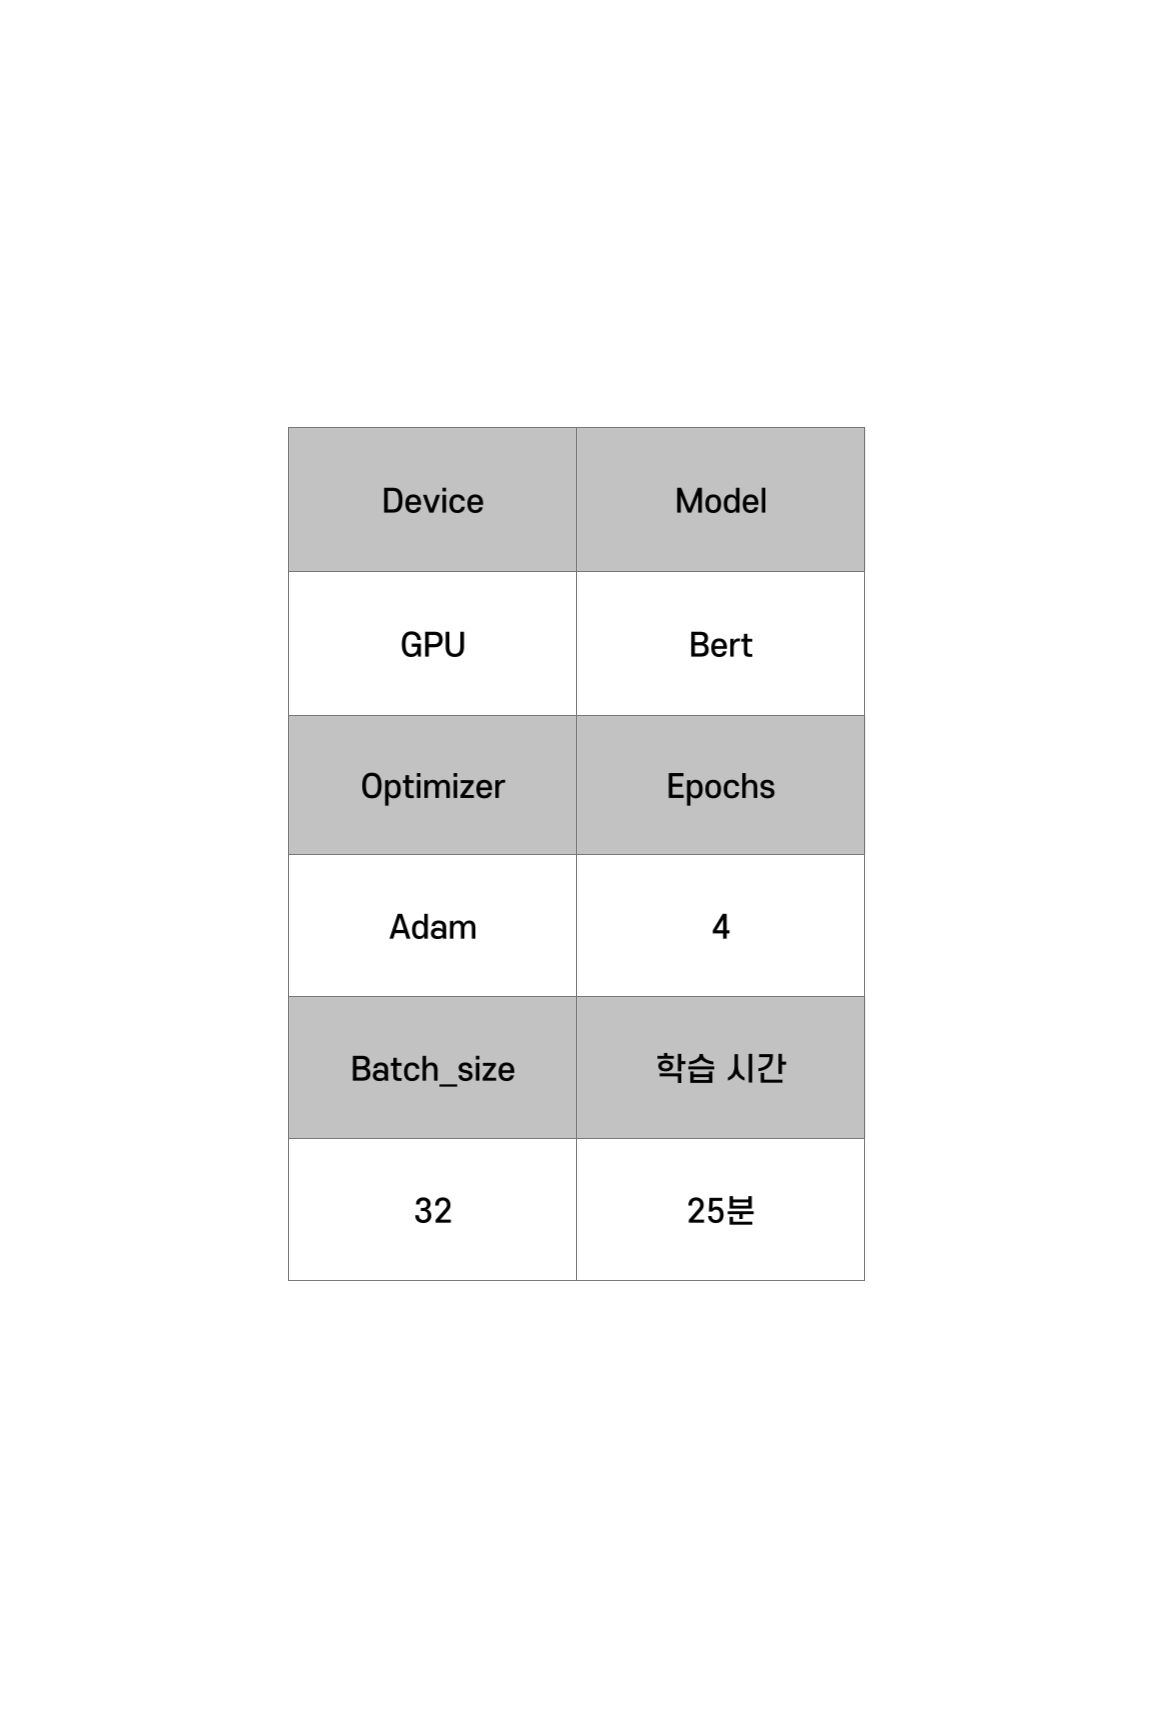 Device Model
GPU Bert
Optimizer Epochs
Adam 4
Batch_size 학습 시간
32 25분